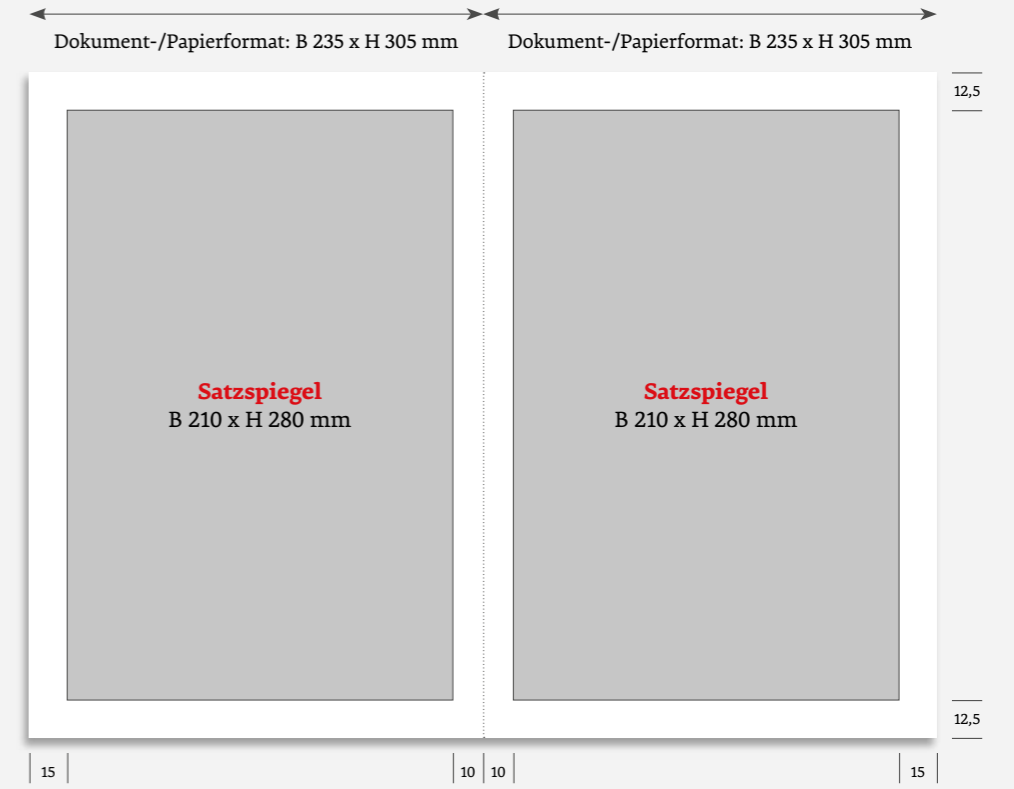 Dokument-/Papierformat: B 235 x H 305 mm
Dokument-/Papierformat: B 235 x H 305 mm
12,5
Satzspiegel
B 210 x H 280 mm
Satzspiegel
B 210 x H 280 mm
12,5
15
10
10
15